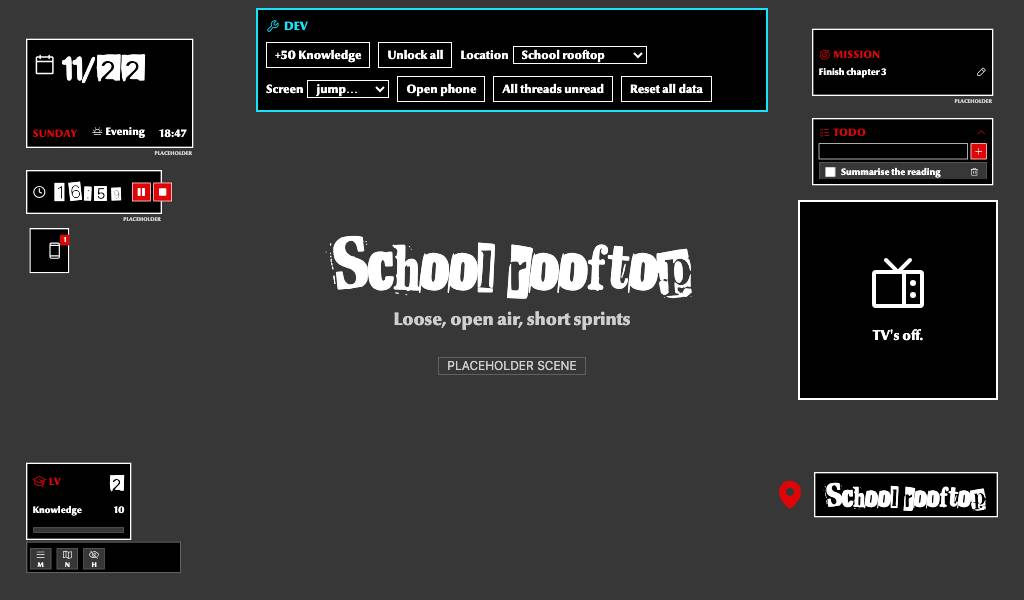 DEV
+50 Knowledge Unlock all Location School rooftop
Screen jump... Open phone All threads unread Reset all data
11/22
SUNDAY Evening 18:47
PLACEHOLDER
16:59
PLACEHOLDER
1
MISSION
Finish chapter 3
PLACEHOLDER
TODO
+
Summarise the reading
TV's off.
School rooftop
Loose, open air, short sprints
PLACEHOLDER SCENE
LV 2
Knowledge 10
M N H
School rooftop